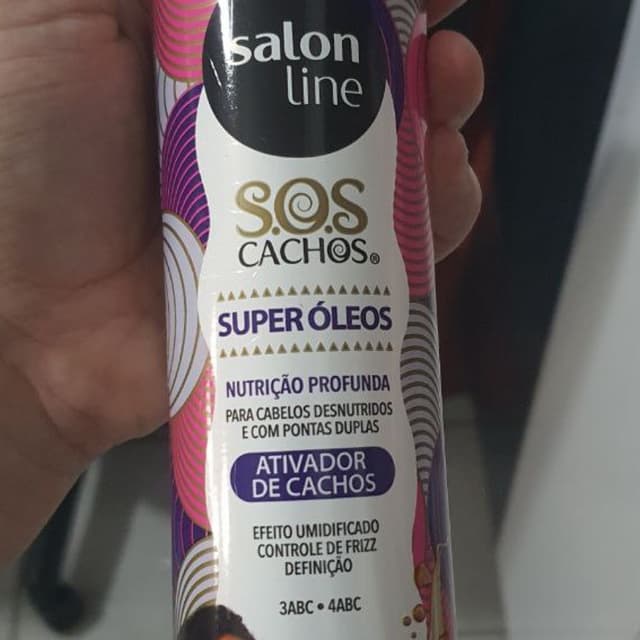 salon
line
S.O.S
CACHOS®
SUPER ÓLEOS
NUTRIÇÃO PROFUNDA
PARA CABELOS DESNUTRIDOS
E COM PONTAS DUPLAS
ATIVADOR
DE CACHOS
EFEITO UMIDIFICADO
CONTROLE DE FRIZZ
DEFINIÇÃO
3ABC • 4ABC